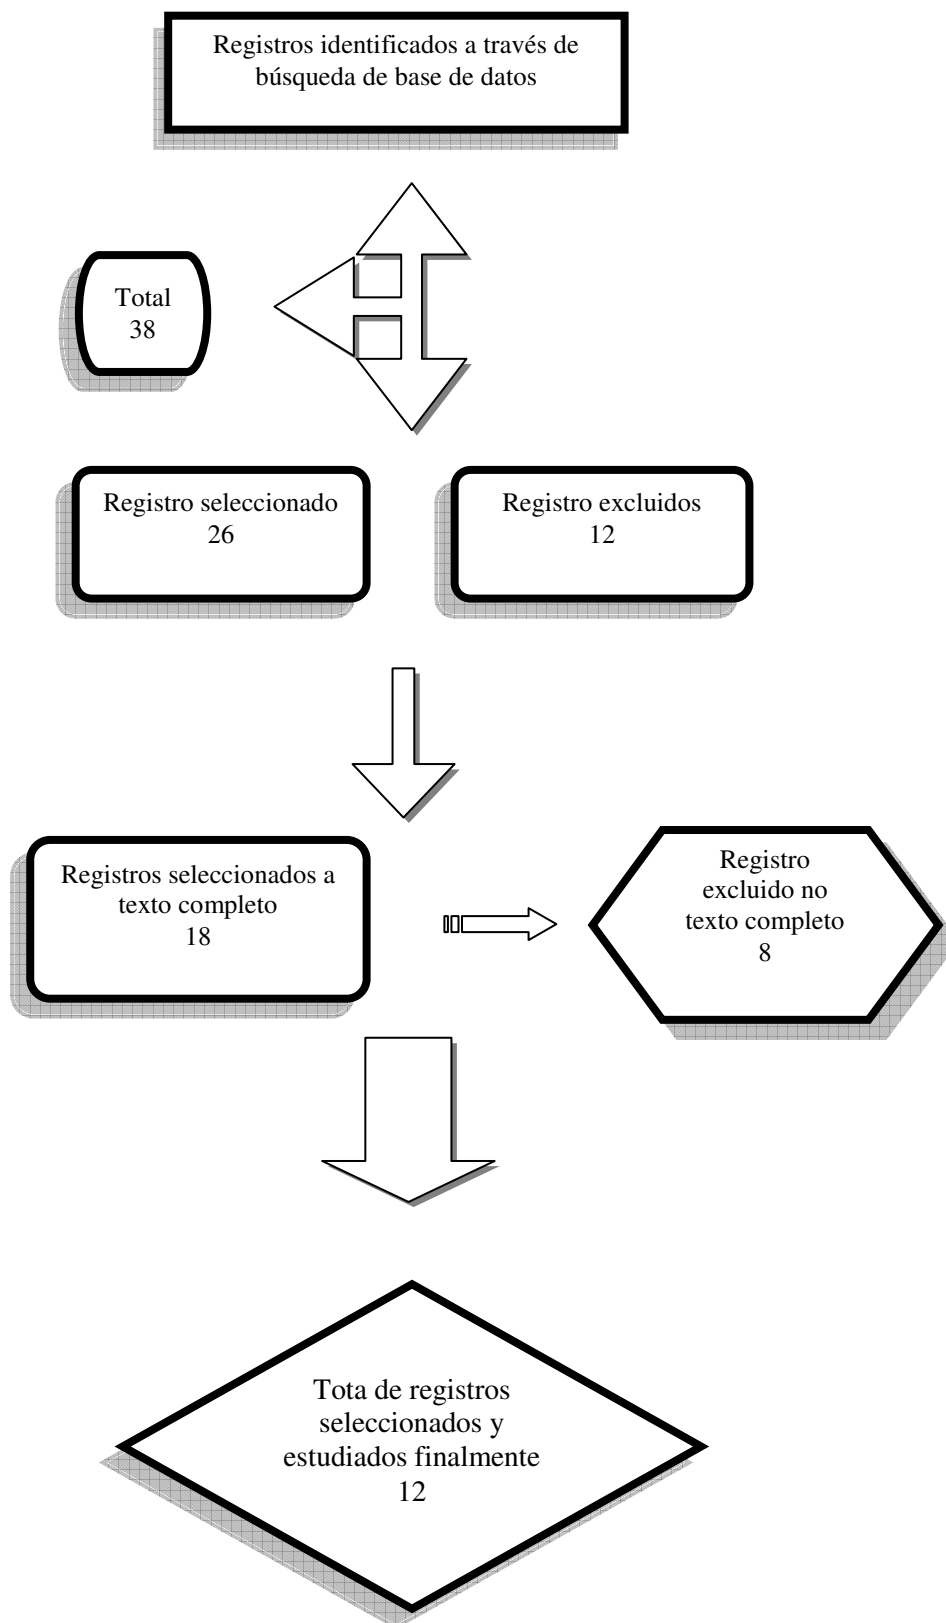 Registros identificados a través de
búsqueda de base de datos
Total
38
Registro seleccionado
26
Registro excluidos
12
Registros seleccionados a
texto completo
18
Registro
excluido no
texto completo
8
Tota de registros
seleccionados y
estudiados finalmente
12